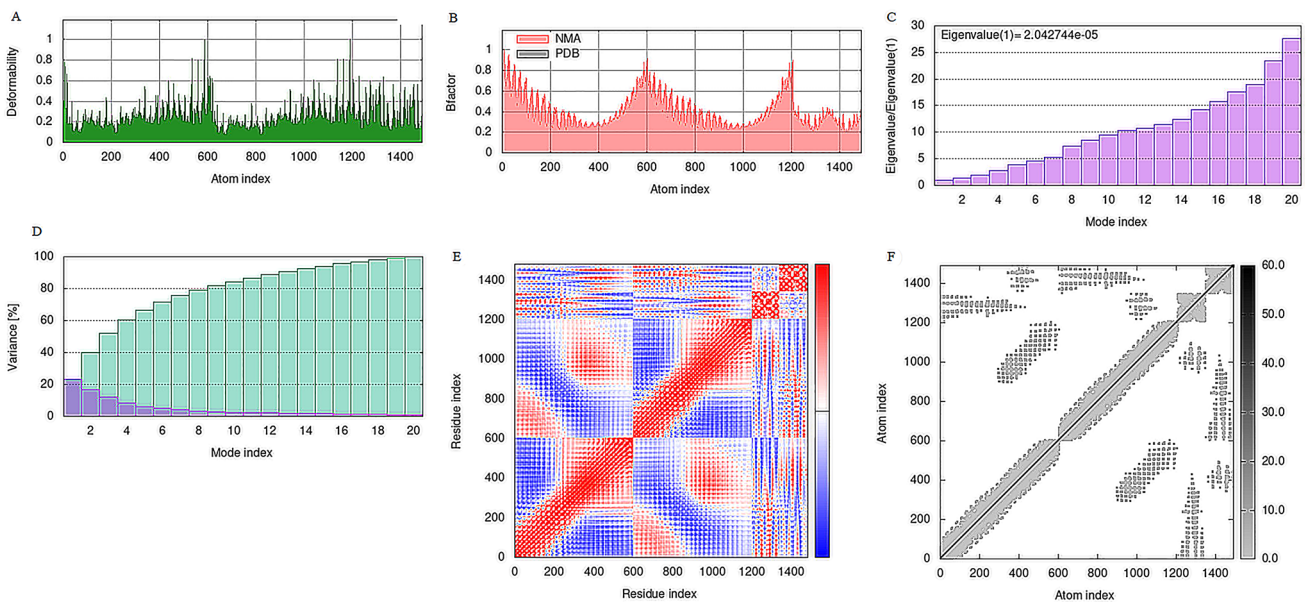 A
Deformability
1
0.8
0.6
0.4
0.2
0
0 200 400 600 800 1000 1200 1400
Atom index
B
NMA
PDB
Bfactor
1
0.8
0.6
0.4
0.2
0
0 200 400 600 800 1000 1200 1400
Atom index
C
Eigenvalue(1)= 2.042744e-05
Eigenvalue/Eigenvalue(1)
30
25
20
15
10
5
0
2 4 6 8 10 12 14 16 18 20
Mode index
D
Variance [%]
100
80
60
40
20
0
2 4 6 8 10 12 14 16 18 20
Mode index
E
Residue index
1400
1200
1000
800
600
400
200
0
0 200 400 600 800 1000 1200 1400
Residue index
F
Atom index
1400
1200
1000
800
600
400
200
0
0 200 400 600 800 1000 1200 1400
Atom index
60.0
50.0
40.0
30.0
20.0
10.0
0.0